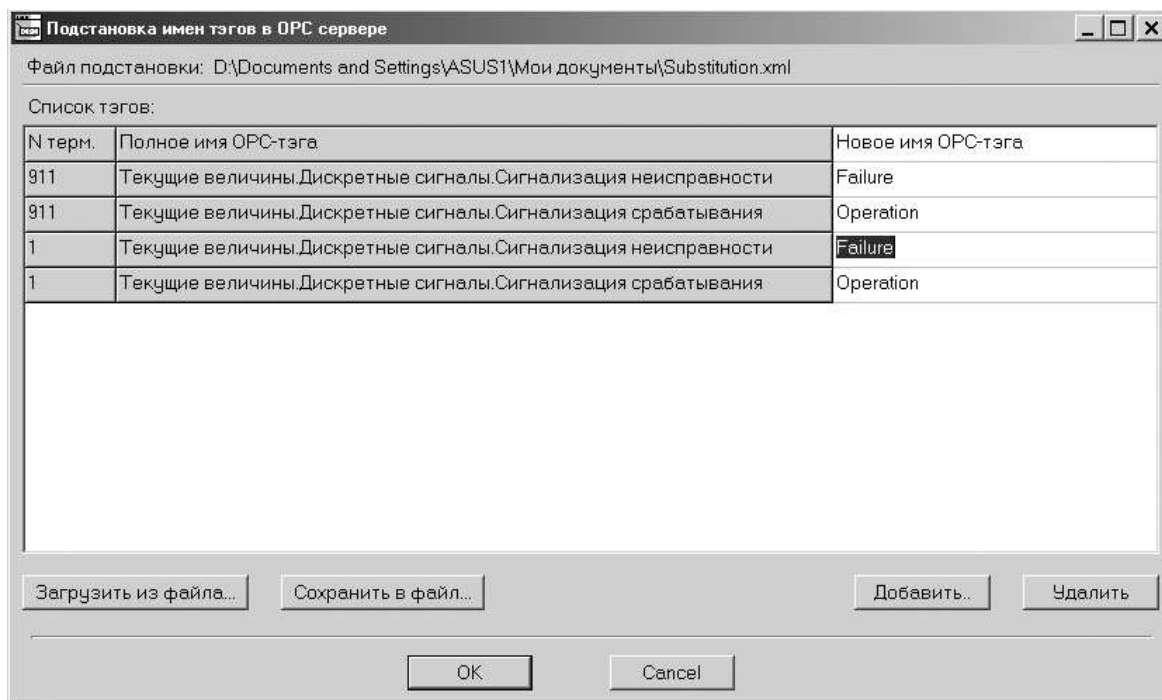 Подстановка имен тэгов в OPC сервере
Файл подстановки: D:\Documents and Settings\ASUS1\Мои документы\Substitution.xml
Список тэгов:
N терм. Полное имя OPC-тэга Новое имя OPC-тэга
911 Текущие величины.Дискретные сигналы.Сигнализация неисправности Failure
911 Текущие величины.Дискретные сигналы.Сигнализация срабатывания Operation
1 Текущие величины.Дискретные сигналы.Сигнализация неисправности Failure
1 Текущие величины.Дискретные сигналы.Сигнализация срабатывания Operation
Загрузить из файла... Сохранить в файл... Добавить.. Удалить
OK Cancel